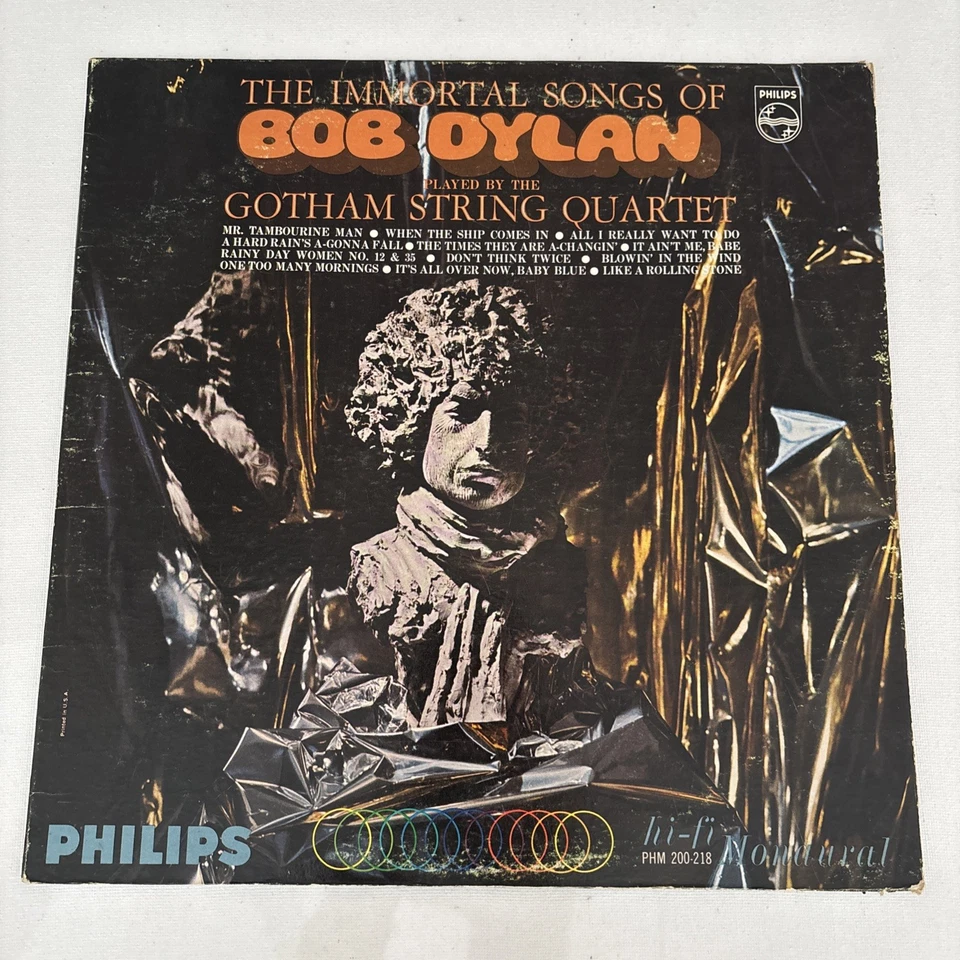 THE IMMORTAL SONGS OF
PHILIPS
BOB DYLAN
PLAYED BY THE
GOTHAM STRING QUARTET
MR. TAMBOURINE MAN ● WHEN THE SHIP COMES IN ● ALL I REALLY WANT TO DO
A HARD RAIN'S A-GONNA FALL ● THE TIMES THEY ARE A-CHANGIN' ● IT AIN'T ME, BABE
RAINY DAY WOMEN NO. 12 & 35 ● DON'T THINK TWICE ● BLOWIN' IN THE WIND
ONE TOO MANY MORNINGS ● IT'S ALL OVER NOW, BABY BLUE ● LIKE A ROLLING STONE
Printed in U.S.A.
PHILIPS
hi-fi
PHM 200-218 Monaural